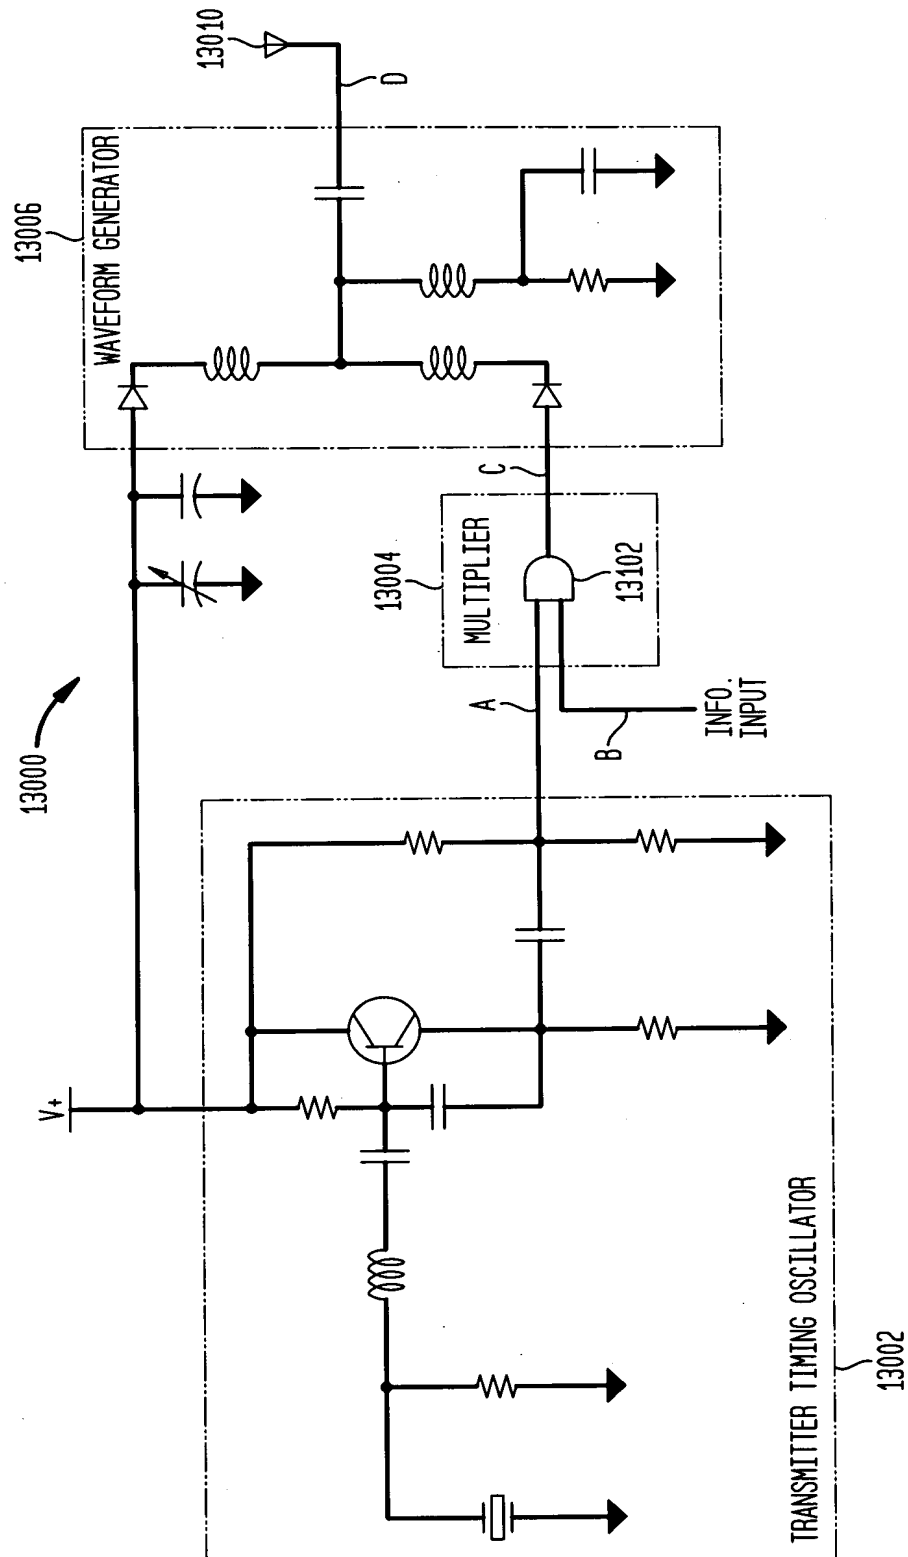 13000
V+
TRANSMITTER TIMING OSCILLATOR
13002
A
B
INFO.
INPUT
MULTIPLIER
13004
13102
C
WAVEFORM GENERATOR
13006
D
13010